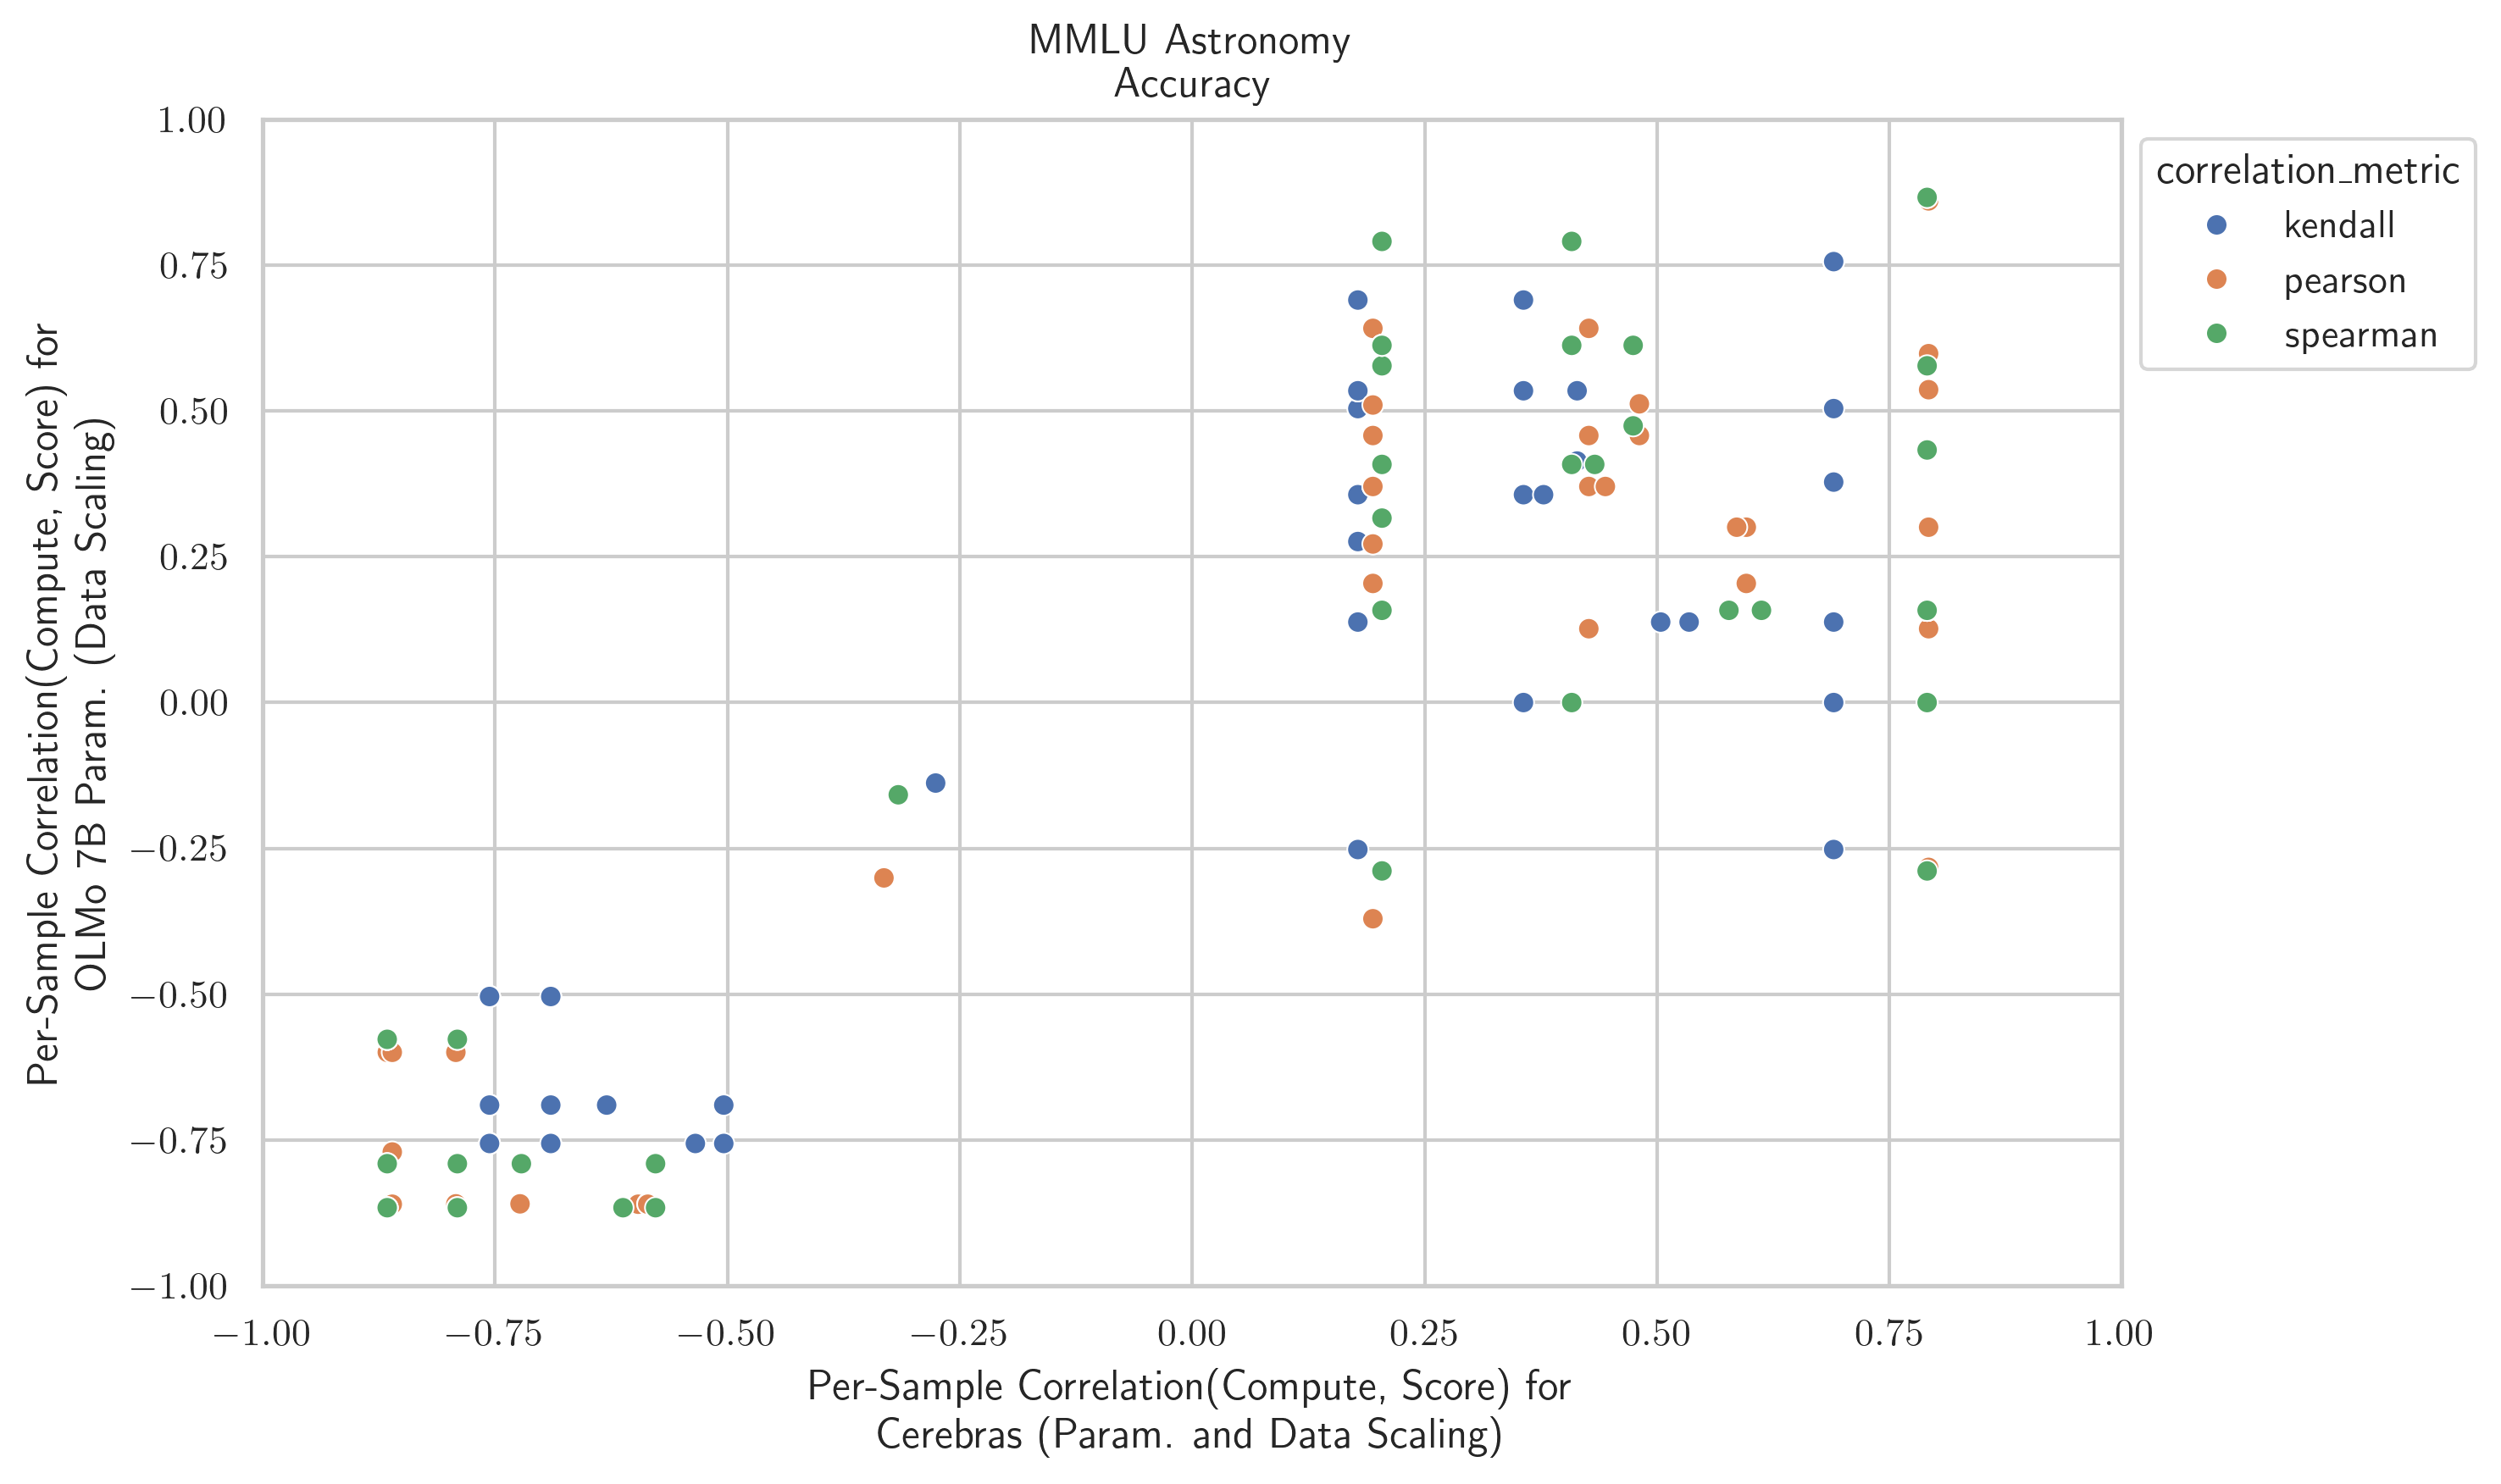 MMLU Astronomy
Accuracy
1.00
0.75
0.50
0.25
0.00
−0.25
−0.50
−0.75
−1.00
Per-Sample Correlation(Compute, Score) for
OLMo 7B Param. (Data Scaling)
−1.00 −0.75 −0.50 −0.25 0.00 0.25 0.50 0.75 1.00
Per-Sample Correlation(Compute, Score) for
Cerebras (Param. and Data Scaling)
correlation_metric
kendall
pearson
spearman